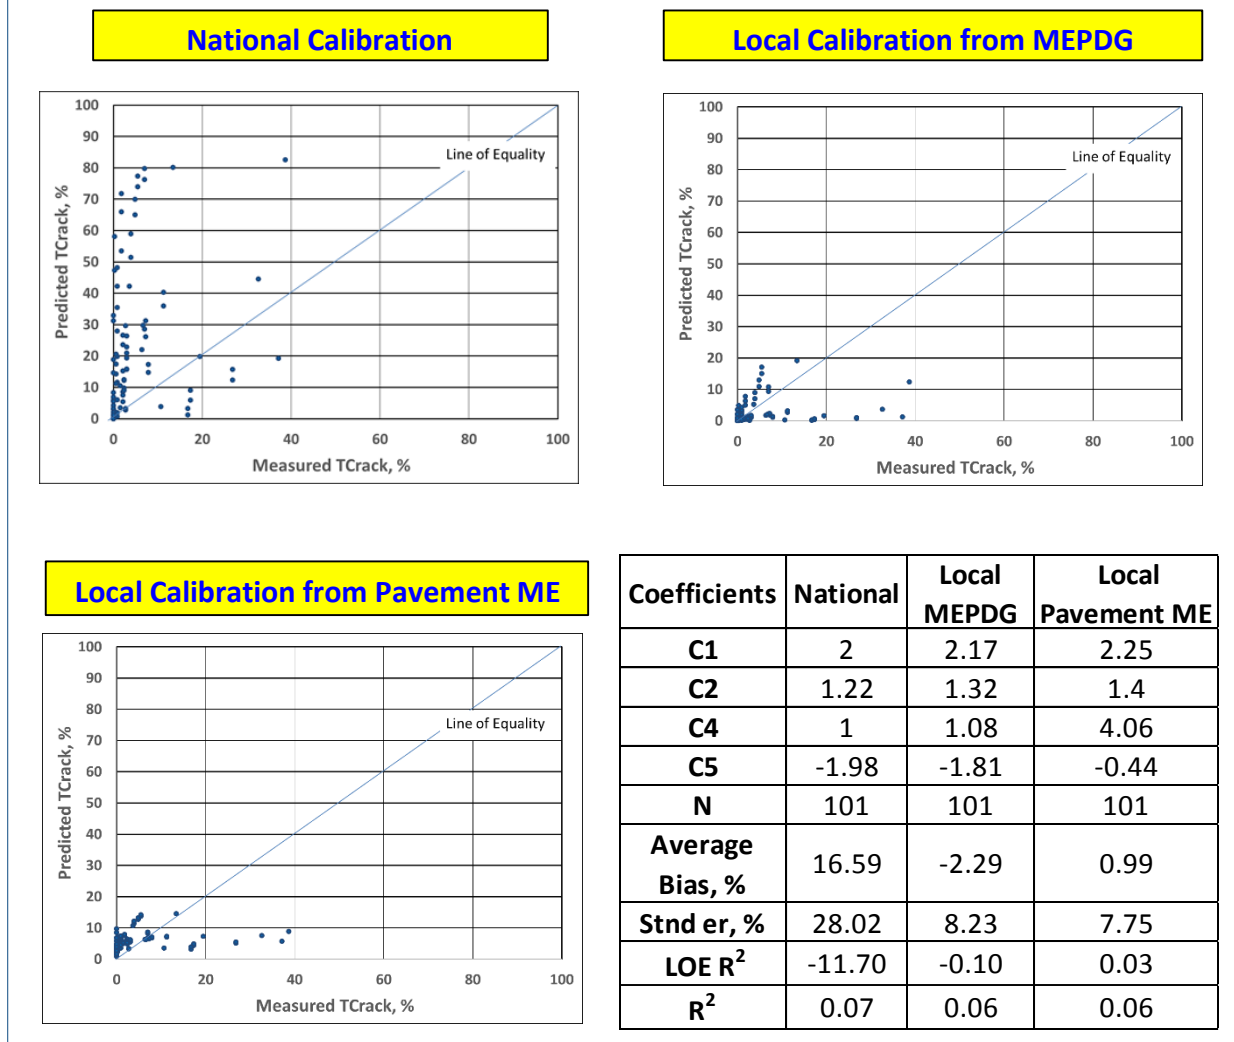 National Calibration
Local Calibration from MEPDG
100
90
80
70
60
50
40
30
20
10
0
Predicted TCrack, %
Line of Equality
0 20 40 60 80 100
Measured TCrack, %
100
90
80
70
60
50
40
30
20
10
0
Predicted TCrack, %
Line of Equality
0 20 40 60 80 100
Measured TCrack, %
Local Calibration from Pavement ME
100
90
80
70
60
50
40
30
20
10
0
Predicted TCrack, %
Line of Equality
0 20 40 60 80 100
Measured TCrack, %
Coefficients National Local MEPDG Local Pavement ME
C1 2 2.17 2.25
C2 1.22 1.32 1.4
C4 1 1.08 4.06
C5 -1.98 -1.81 -0.44
N 101 101 101
Average Bias, % 16.59 -2.29 0.99
Stnd er, % 28.02 8.23 7.75
LOE R2 -11.70 -0.10 0.03
R2 0.07 0.06 0.06